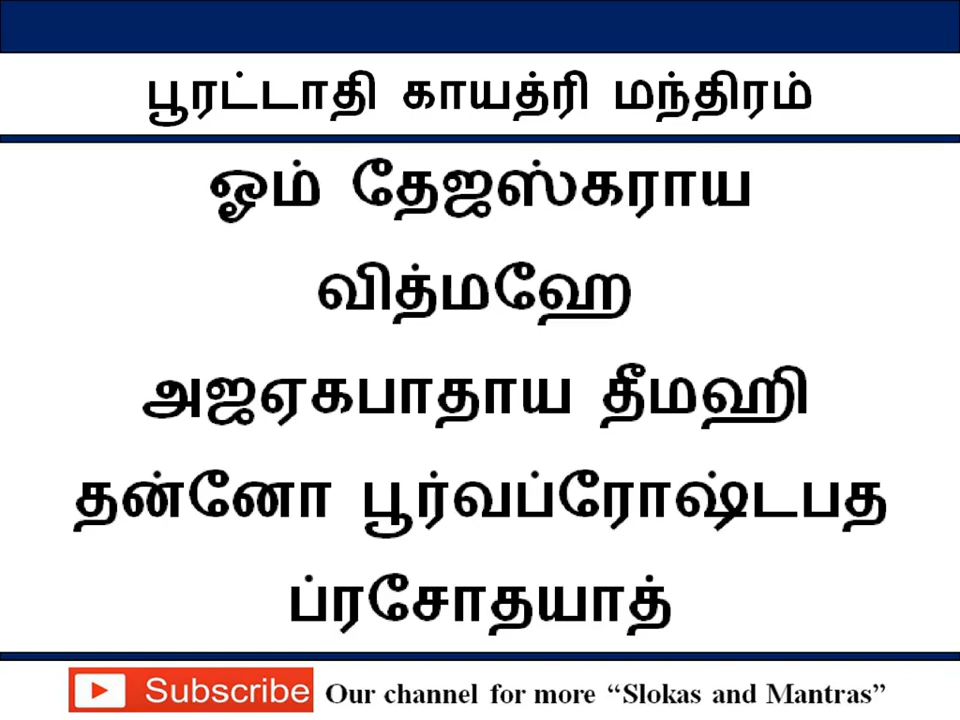 பூரட்டாதி காயத்ரி மந்திரம்
ஓம் தேஜஸ்கராய
வித்மஹே
அஜஏகபாதாய தீமஹி
தன்னோ பூர்வப்ரோஷ்டபத
ப்ரசோதயாத்
Subscribe Our channel for more “Slokas and Mantras”